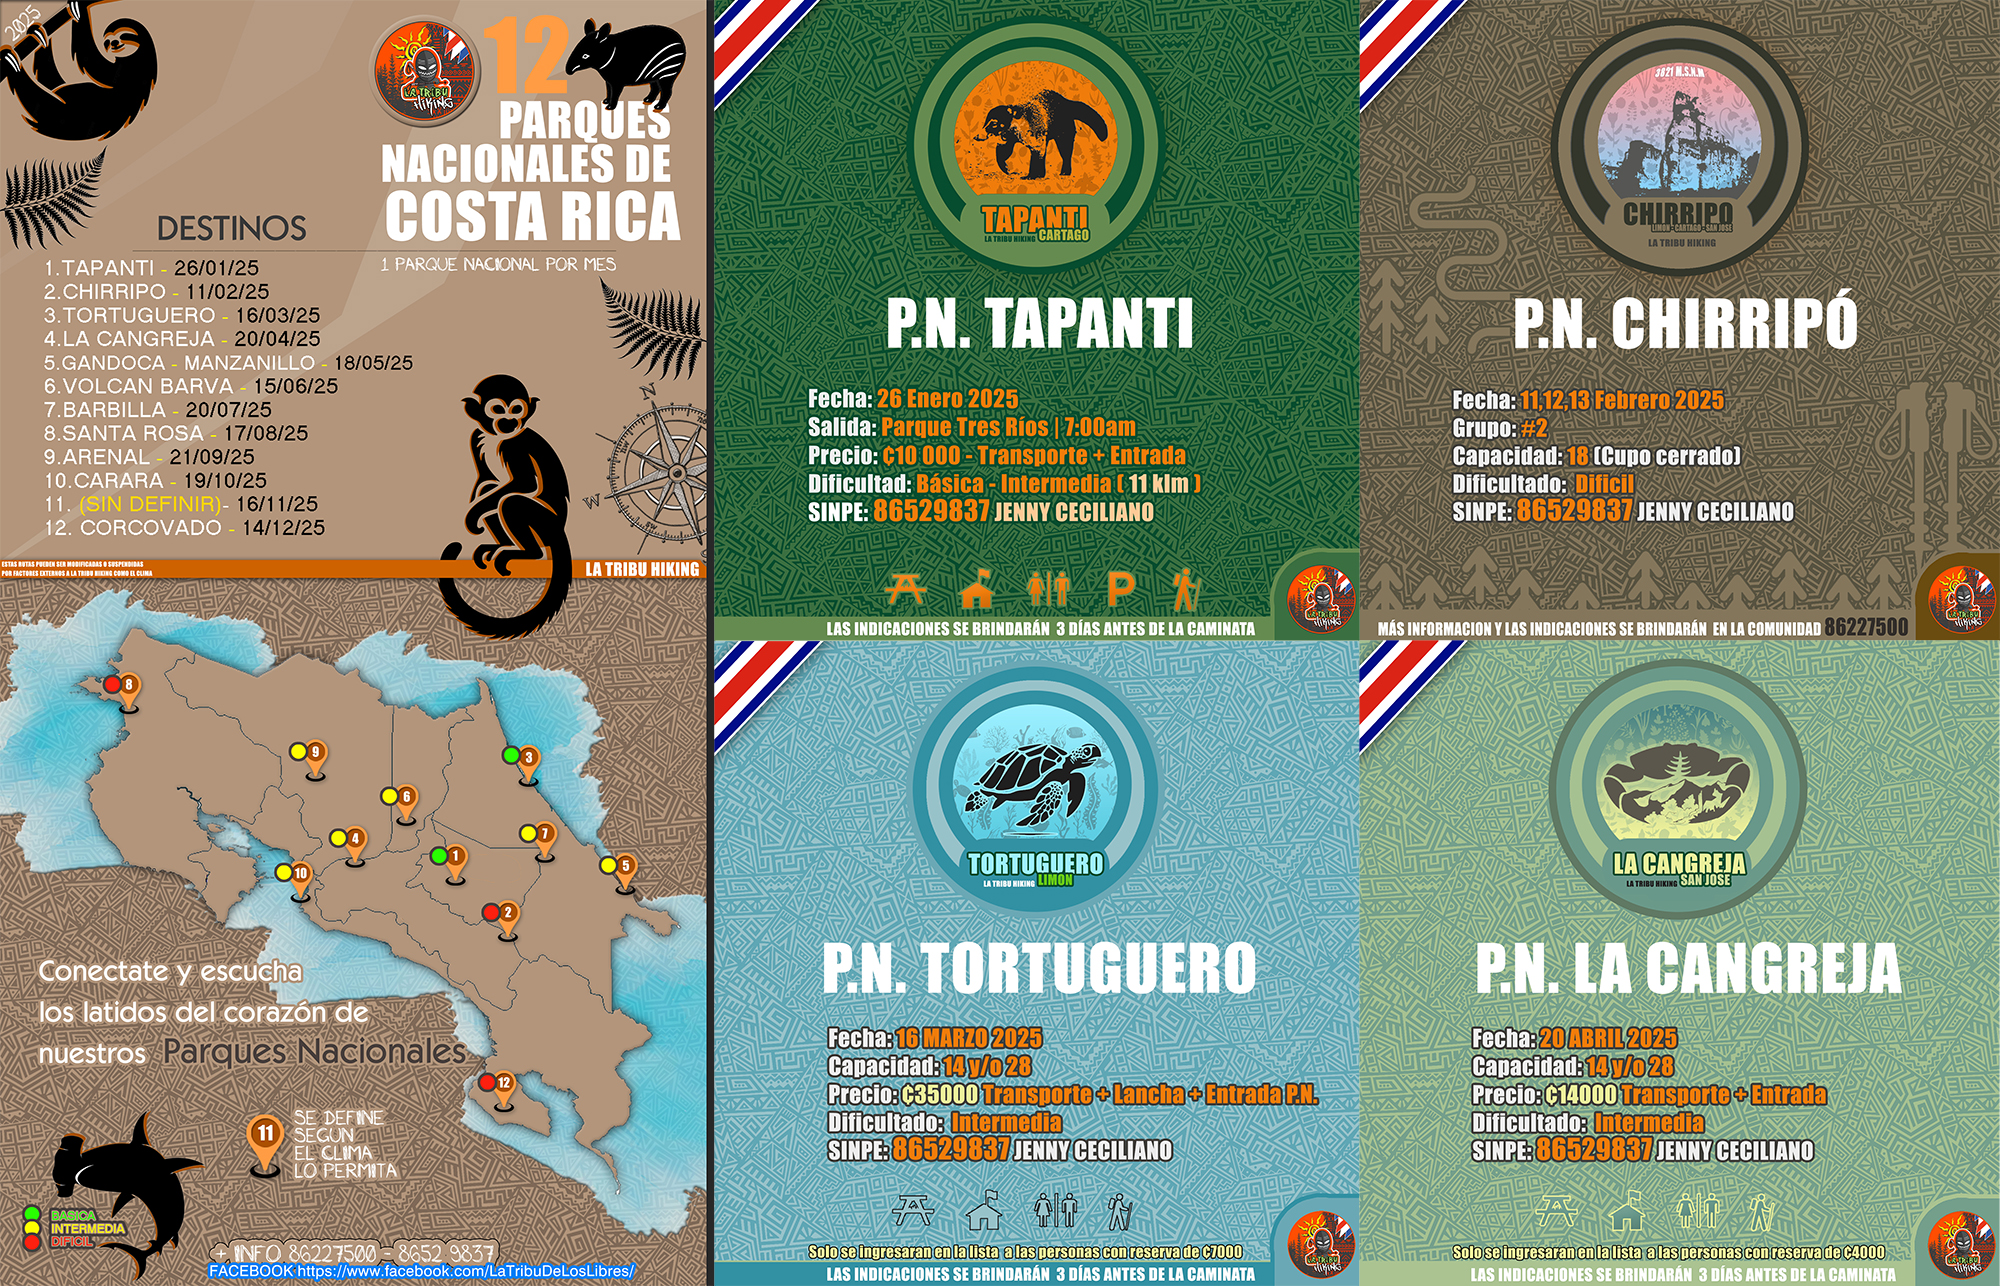 2025
LA TRIBU
HIKING
12
PARQUES
NACIONALES DE
COSTA RICA
1 PARQUE NACIONAL POR MES
DESTINOS
1.TAPANTI - 26/01/25
2.CHIRRIPO - 11/02/25
3.TORTUGUERO - 16/03/25
4.LA CANGREJA - 20/04/25
5.GANDOCA - MANZANILLO - 18/05/25
6.VOLCAN BARVA - 15/06/25
7.BARBILLA - 20/07/25
8.SANTA ROSA - 17/08/25
9.ARENAL - 21/09/25
10.CARARA - 19/10/25
11. (SIN DEFINIR)- 16/11/25
12. CORCOVADO - 14/12/25
N
W
ESTAS RUTAS PUEDEN SER MODIFICADAS O SUSPENDIDAS
POR FACTORES EXTERNOS A LA TRIBU HIKING COMO EL CLIMA
LA TRIBU HIKING
8
9
3
6
4
7
1
10
5
2
12
Conectate y escucha
los latidos del corazón de
nuestros Parques Nacionales
11
SE DEFINE
SEGUN
EL CLIMA
LO PERMITA
BASICA
INTERMEDIA
DIFICIL
+ INFO 86227500 - 8652 9837
FACEBOOK https://www.facebook.com/LaTribuDeLosLibres/
TAPANTI
LA TRIBU HIKING CARTAGO
P.N. TAPANTI
Fecha: 26 Enero 2025
Salida: Parque Tres Ríos | 7:00am
Precio: ₡10 000 - Transporte + Entrada
Dificultad: Básica - Intermedia ( 11 klm )
SINPE: 86529837 JENNY CECILIANO
P
LA TRIBU
HIKING
LAS INDICACIONES SE BRINDARÁN 3 DÍAS ANTES DE LA CAMINATA
3821 M.S.N.M
CHIRRIPO
LIMON - CARTAGO - SAN JOSE
LA TRIBU HIKING
P.N. CHIRRIPÓ
Fecha: 11,12,13 Febrero 2025
Grupo: #2
Capacidad: 18 (Cupo cerrado)
Dificultado: Dificil
SINPE: 86529837 JENNY CECILIANO
LA TRIBU
HIKING
MÁS INFORMACION Y LAS INDICACIONES SE BRINDARÁN EN LA COMUNIDAD 86227500
TORTUGUERO
LA TRIBU HIKING LIMON
P.N. TORTUGUERO
Fecha: 16 MARZO 2025
Capacidad: 14 y/o 28
Precio: ₡35000 Transporte + Lancha + Entrada P.N.
Dificultado: Intermedia
SINPE: 86529837 JENNY CECILIANO
Solo se ingresaran en la lista a las personas con reserva de ₡7000
LA TRIBU
HIKING
LAS INDICACIONES SE BRINDARÁN 3 DÍAS ANTES DE LA CAMINATA
LA CANGREJA
LA TRIBU HIKING SAN JOSE
P.N. LA CANGREJA
Fecha: 20 ABRIL 2025
Capacidad: 14 y/o 28
Precio: ₡14000 Transporte + Entrada
Dificultado: Intermedia
SINPE: 86529837 JENNY CECILIANO
Solo se ingresaran en la lista a las personas con reserva de ₡4000
LA TRIBU
HIKING
LAS INDICACIONES SE BRINDARÁN 3 DÍAS ANTES DE LA CAMINATA